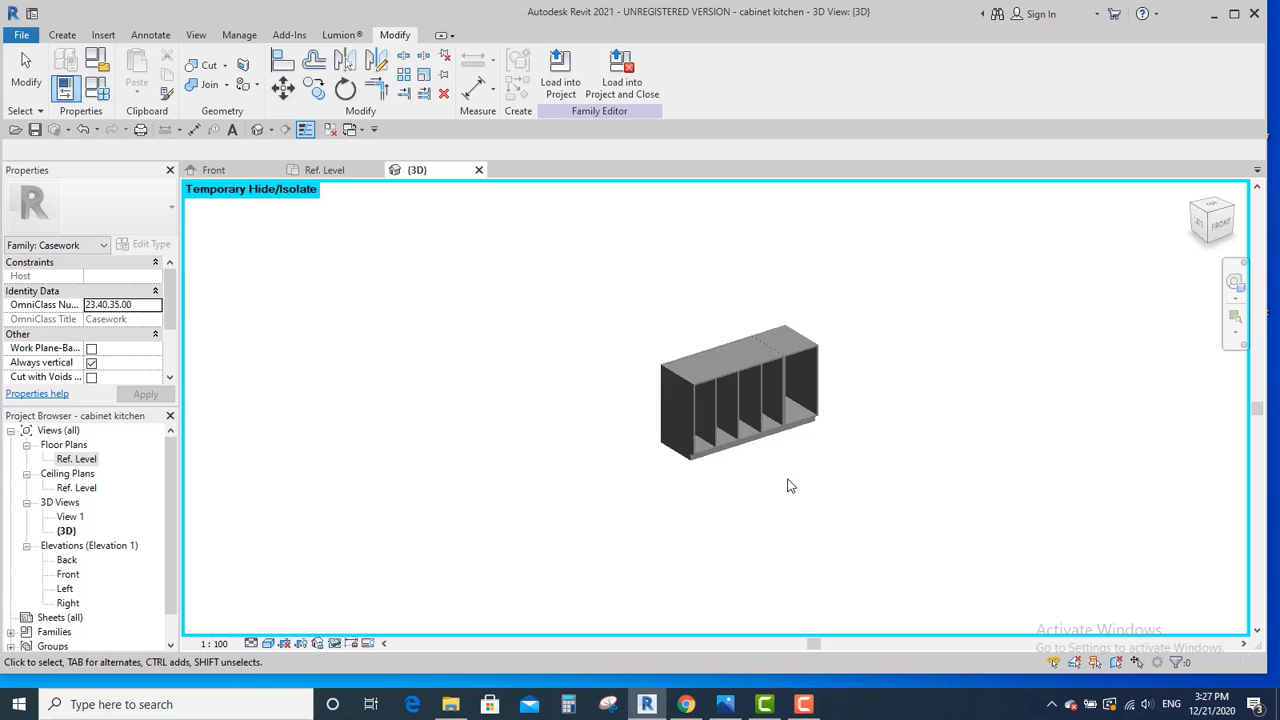 Autodesk Revit 2021 - UNREGISTERED VERSION - cabinet kitchen - 3D View: {3D}
Sign In
File Create Insert Annotate View Manage Add-Ins Lumion® Modify
Modify
Paste
Cut
Join
Load into
Project
Load into
Project and Close
Select Properties Clipboard Geometry Modify Measure Create Family Editor
Properties
Front
Ref. Level
{3D}
Temporary Hide/Isolate
TOP
LEFT
FRONT
Family: Casework
Edit Type
Constraints
Host
Identity Data
OmniClass Nu... 23.40.35.00
OmniClass Title Casework
Other
Work Plane-Ba...
Always vertical
Cut with Voids ...
Properties help
Apply
Project Browser - cabinet kitchen
Views (all)
Floor Plans
Ref. Level
Ceiling Plans
Ref. Level
3D Views
View 1
{3D}
Elevations (Elevation 1)
Back
Front
Left
Right
Sheets (all)
Families
Groups
1 : 100
Activate Windows
Go to Settings to activate Windows.
Click to select, TAB for alternates, CTRL adds, SHIFT unselects.
:0
Type here to search
ENG
3:27 PM
12/21/2020
3